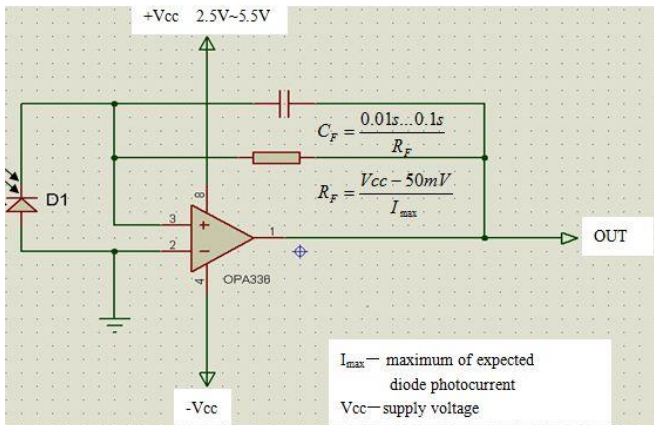 +Vcc 2.5V~5.5V
C_F = 0.01s...0.1s / R_F
R_F = Vcc − 50mV / I_max
D1
8
3
+
1
2
−
4
OPA336
OUT
-Vcc
I_max— maximum of expected
diode photocurrent
Vcc—supply voltage